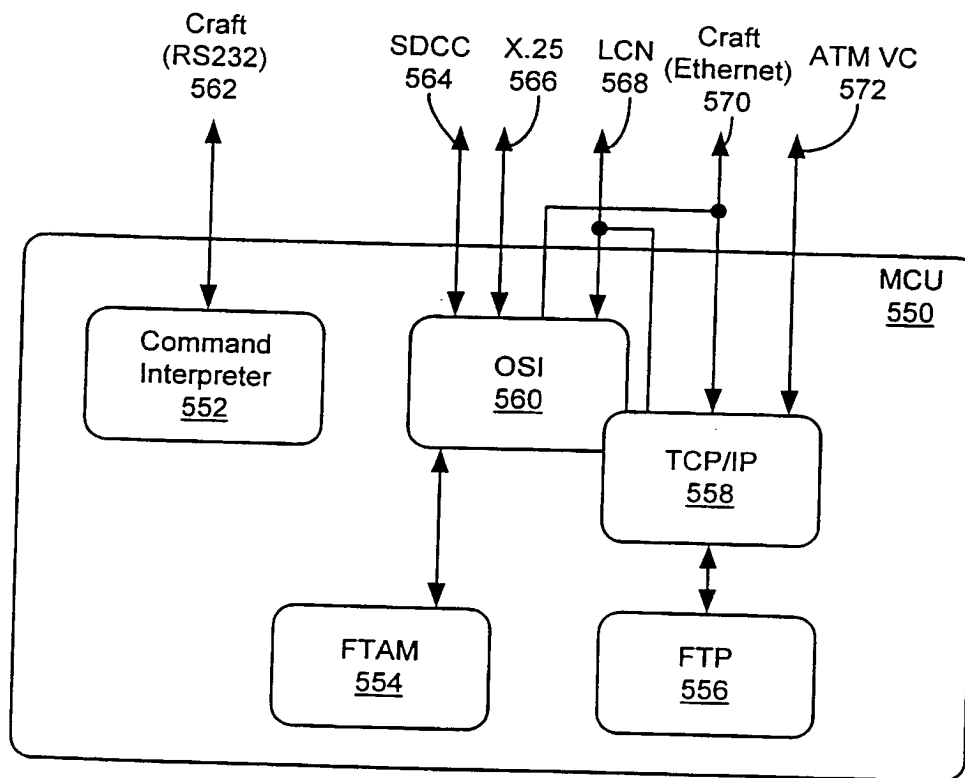 Craft
(RS232)
562
SDCC
564
X.25
566
LCN
568
Craft
(Ethernet)
570
ATM VC
572
MCU
550
Command
Interpreter
552
OSI
560
TCP/IP
558
FTAM
554
FTP
556